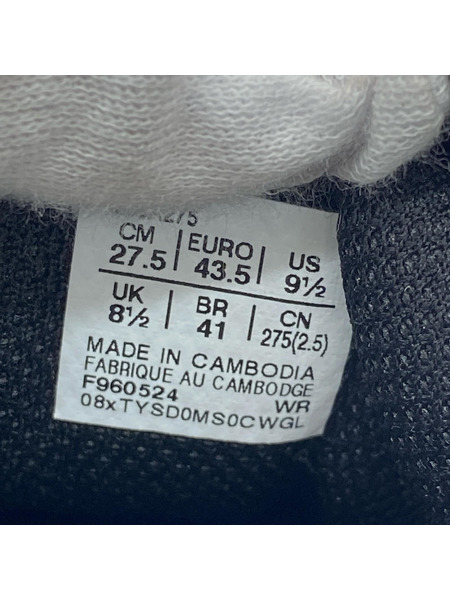 CM EURO US
27.5 43.5 9½
UK BR CN
8½ 41 275(2.5)
MADE IN CAMBODIA
FABRIQUE AU CAMBODGE
F960524 WR
08xTYSD0MS0CWGL